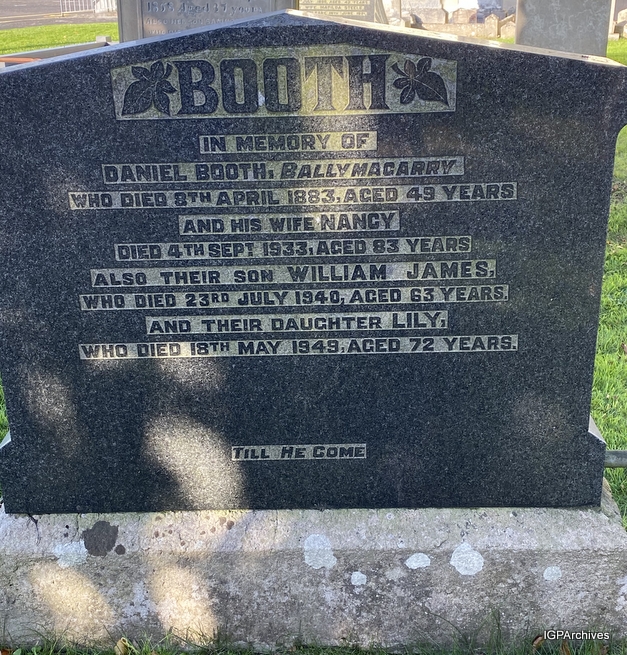 BOOTH
IN MEMORY OF
DANIEL BOOTH, BALLYMAGARRY
WHO DIED 8TH APRIL 1883, AGED 49 YEARS
AND HIS WIFE NANCY
DIED 4TH SEPT 1933, AGED 83 YEARS
ALSO THEIR SON WILLIAM JAMES,
WHO DIED 23RD JULY 1940, AGED 63 YEARS.
AND THEIR DAUGHTER LILY,
WHO DIED 18TH MAY 1949, AGED 72 YEARS.
TILL HE COME
IGPArchives